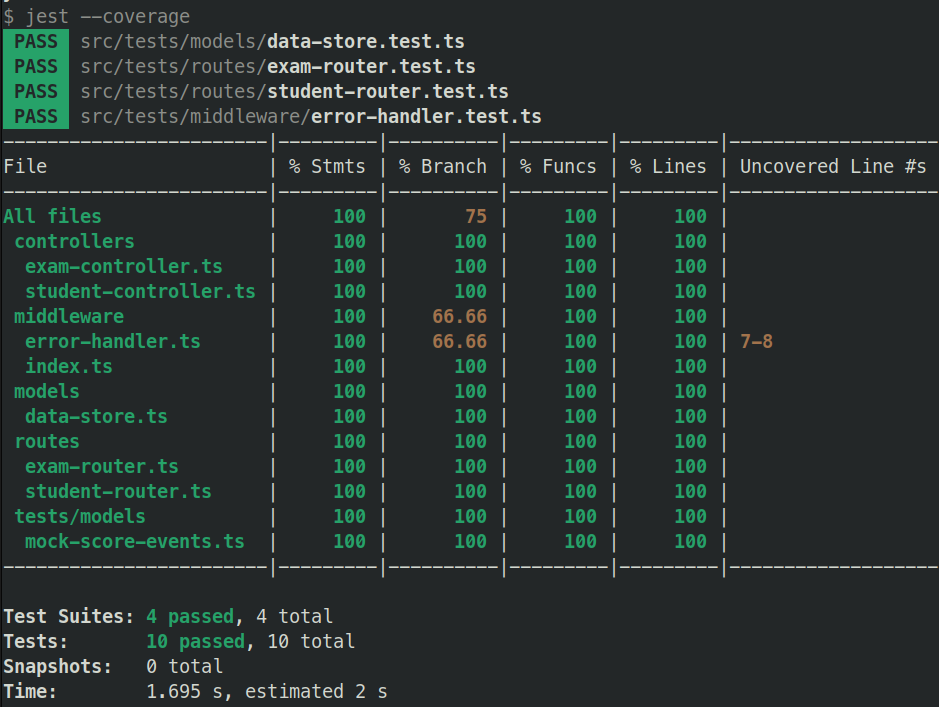 $ jest --coverage
PASS src/tests/models/data-store.test.ts
PASS src/tests/routes/exam-router.test.ts
PASS src/tests/routes/student-router.test.ts
PASS src/tests/middleware/error-handler.test.ts
------------------------|---------|----------|---------|---------|-------------------
File                    | % Stmts | % Branch | % Funcs | % Lines | Uncovered Line #s
------------------------|---------|----------|---------|---------|-------------------
All files               |     100 |       75 |     100 |     100 |
 controllers            |     100 |      100 |     100 |     100 |
  exam-controller.ts    |     100 |      100 |     100 |     100 |
  student-controller.ts |     100 |      100 |     100 |     100 |
 middleware             |     100 |    66.66 |     100 |     100 |
  error-handler.ts      |     100 |    66.66 |     100 |     100 | 7-8
  index.ts              |     100 |      100 |     100 |     100 |
 models                 |     100 |      100 |     100 |     100 |
  data-store.ts         |     100 |      100 |     100 |     100 |
 routes                 |     100 |      100 |     100 |     100 |
  exam-router.ts        |     100 |      100 |     100 |     100 |
  student-router.ts     |     100 |      100 |     100 |     100 |
 tests/models           |     100 |      100 |     100 |     100 |
  mock-score-events.ts  |     100 |      100 |     100 |     100 |
------------------------|---------|----------|---------|---------|-------------------
Test Suites: 4 passed, 4 total
Tests:       10 passed, 10 total
Snapshots:   0 total
Time:        1.695 s, estimated 2 s